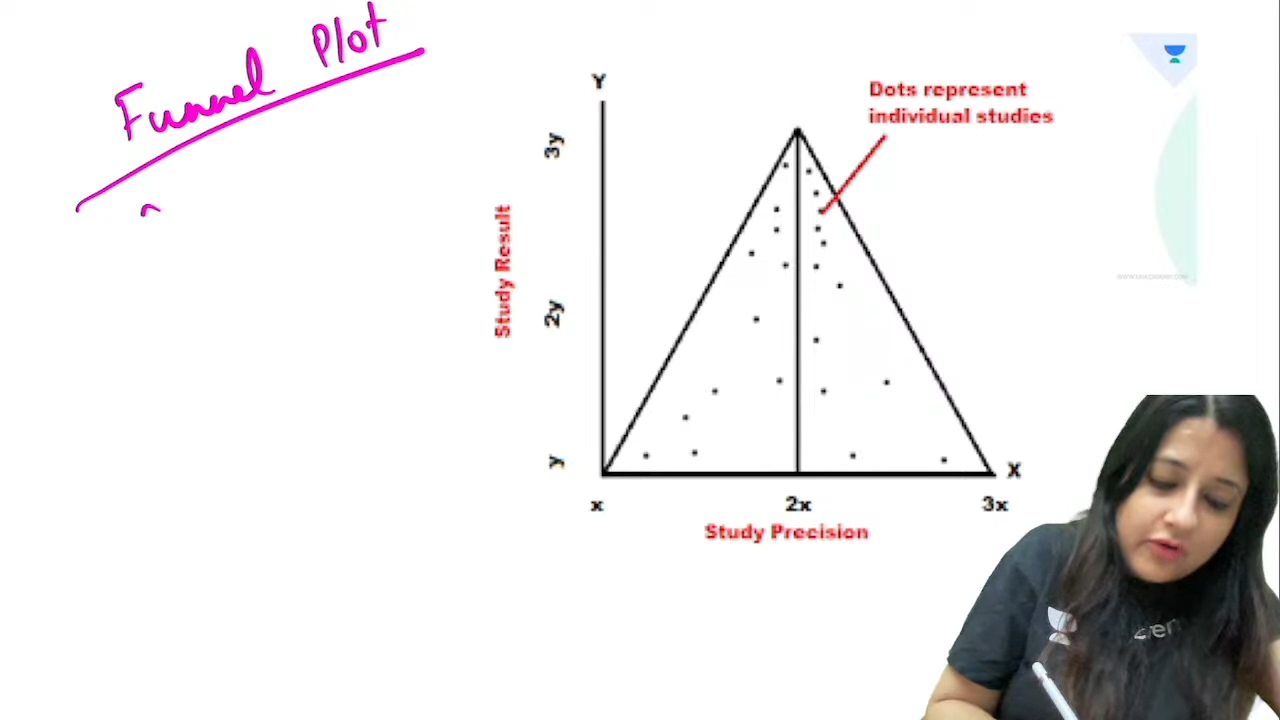 Funnel Plot
Y
Dots represent
individual studies
3y
Study Result
2y
y
X
x 2x 3x
Study Precision